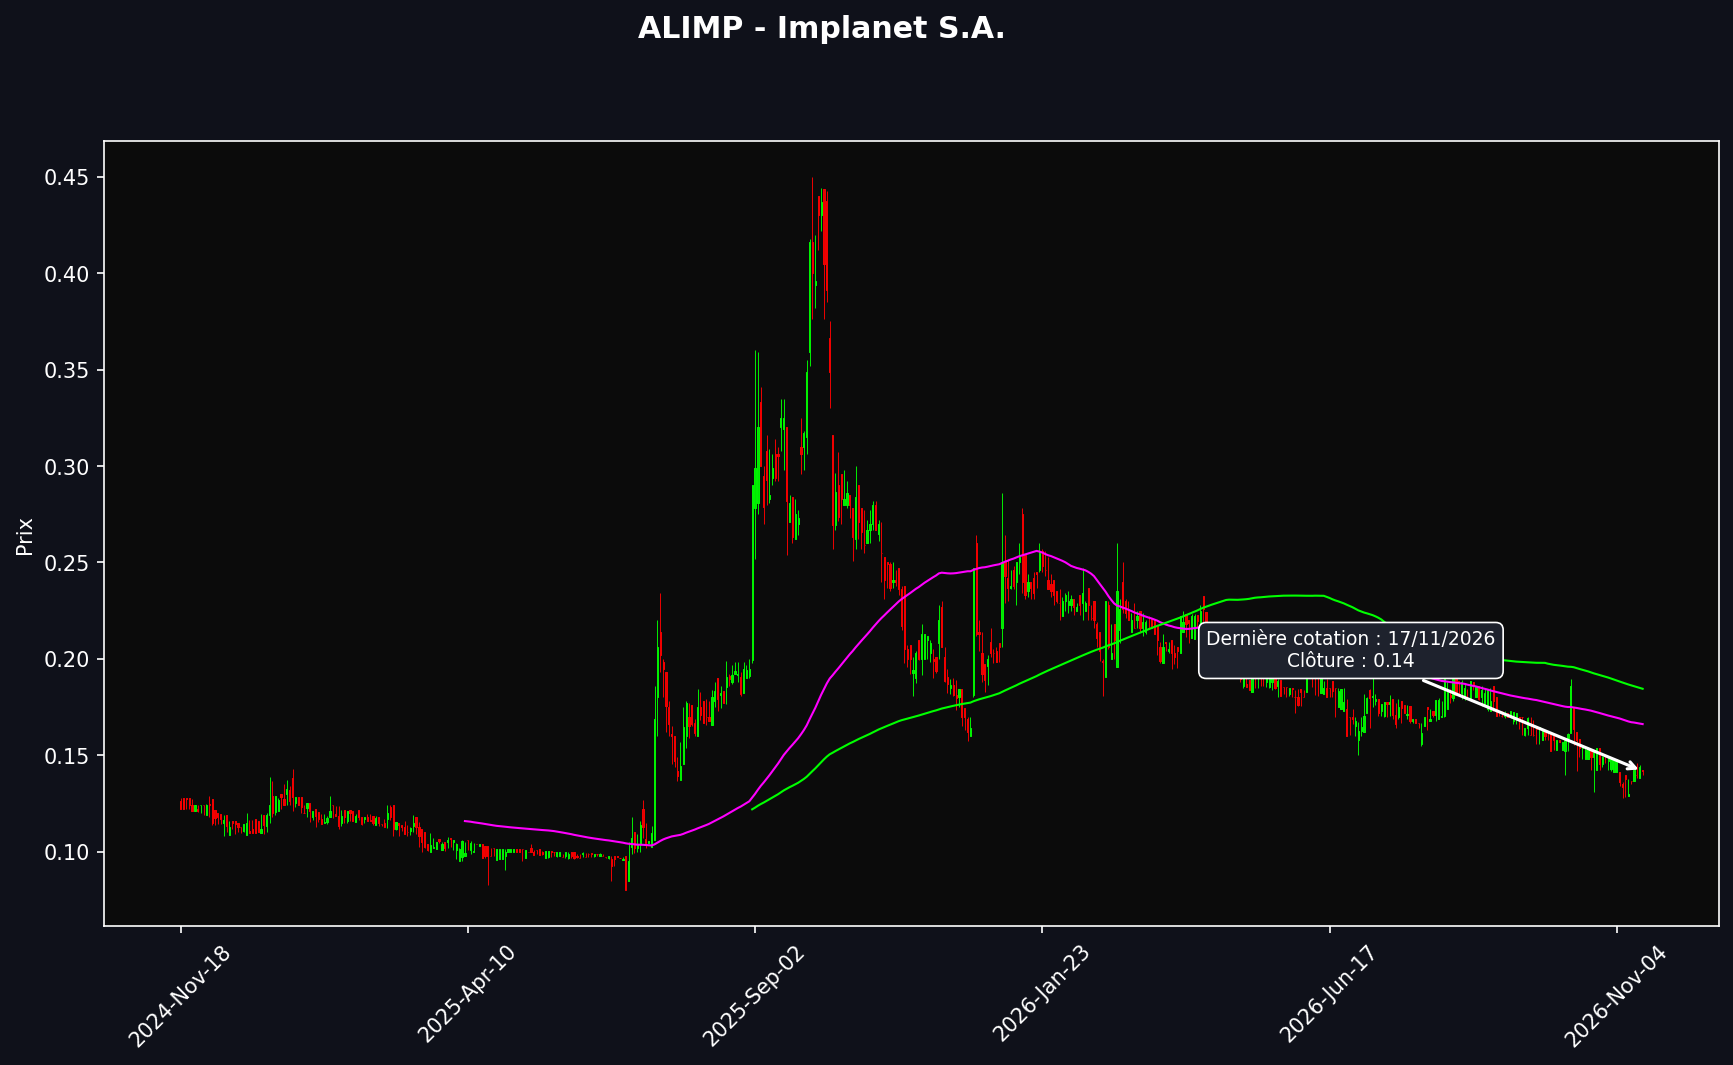 ALIMP - Implanet S.A.
Prix
0.45
0.40
0.35
0.30
0.25
0.20
0.15
0.10
Dernière cotation : 17/11/2026
Clôture : 0.14
2024-Nov-18
2025-Apr-10
2025-Sep-02
2026-Jan-23
2026-Jun-17
2026-Nov-04